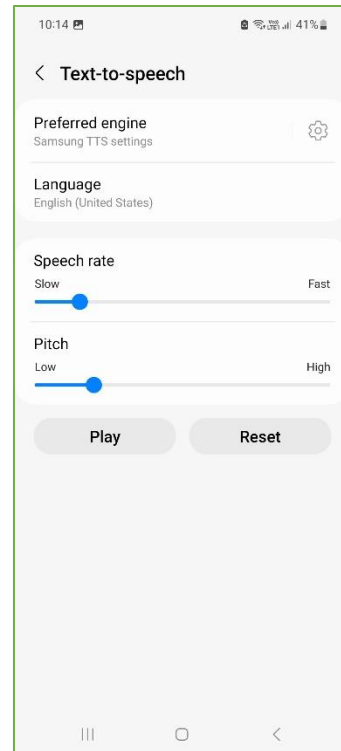 10:14 41%
Text-to-speech
Preferred engine
Samsung TTS settings
Language
English (United States)
Speech rate
Slow Fast
Pitch
Low High
Play Reset